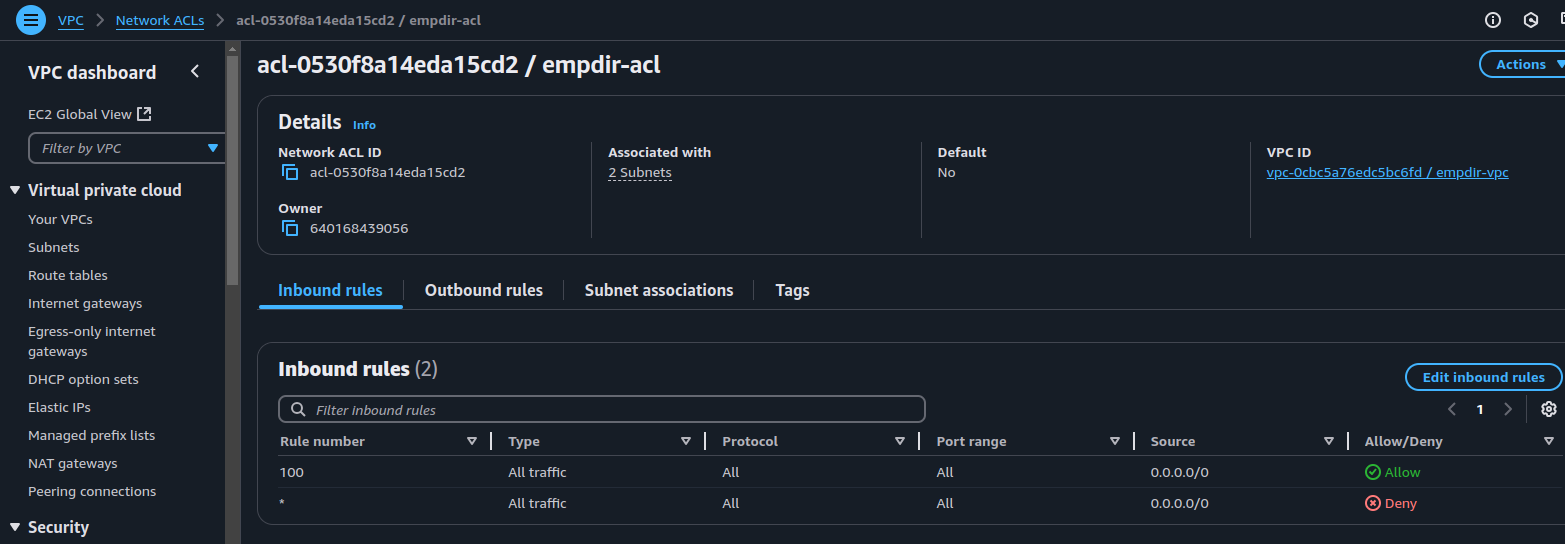 VPC > Network ACLs > acl-0530f8a14eda15cd2 / empdir-acl
VPC dashboard
EC2 Global View
Filter by VPC
Virtual private cloud
Your VPCs
Subnets
Route tables
Internet gateways
Egress-only internet
gateways
DHCP option sets
Elastic IPs
Managed prefix lists
NAT gateways
Peering connections
Security
acl-0530f8a14eda15cd2 / empdir-acl
Actions
Details Info
Network ACL ID
acl-0530f8a14eda15cd2
Associated with
2 Subnets
Default
No
VPC ID
vpc-0cbc5a76edc5bc6fd / empdir-vpc
Owner
640168439056
Inbound rules Outbound rules Subnet associations Tags
Inbound rules (2)
Edit inbound rules
Filter inbound rules
1
Rule number Type Protocol Port range Source Allow/Deny
100 All traffic All All 0.0.0.0/0 Allow
* All traffic All All 0.0.0.0/0 Deny